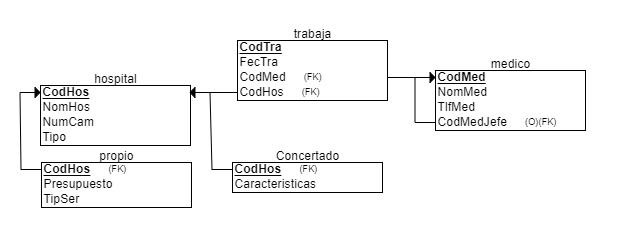 trabaja
CodTra
FecTra
CodMed (FK)
CodHos (FK)
hospital
CodHos
NomHos
NumCam
Tipo
medico
CodMed
NomMed
TlfMed
CodMedJefe (O)(FK)
propio
CodHos (FK)
Presupuesto
TipSer
Concertado
CodHos (FK)
Caracteristicas